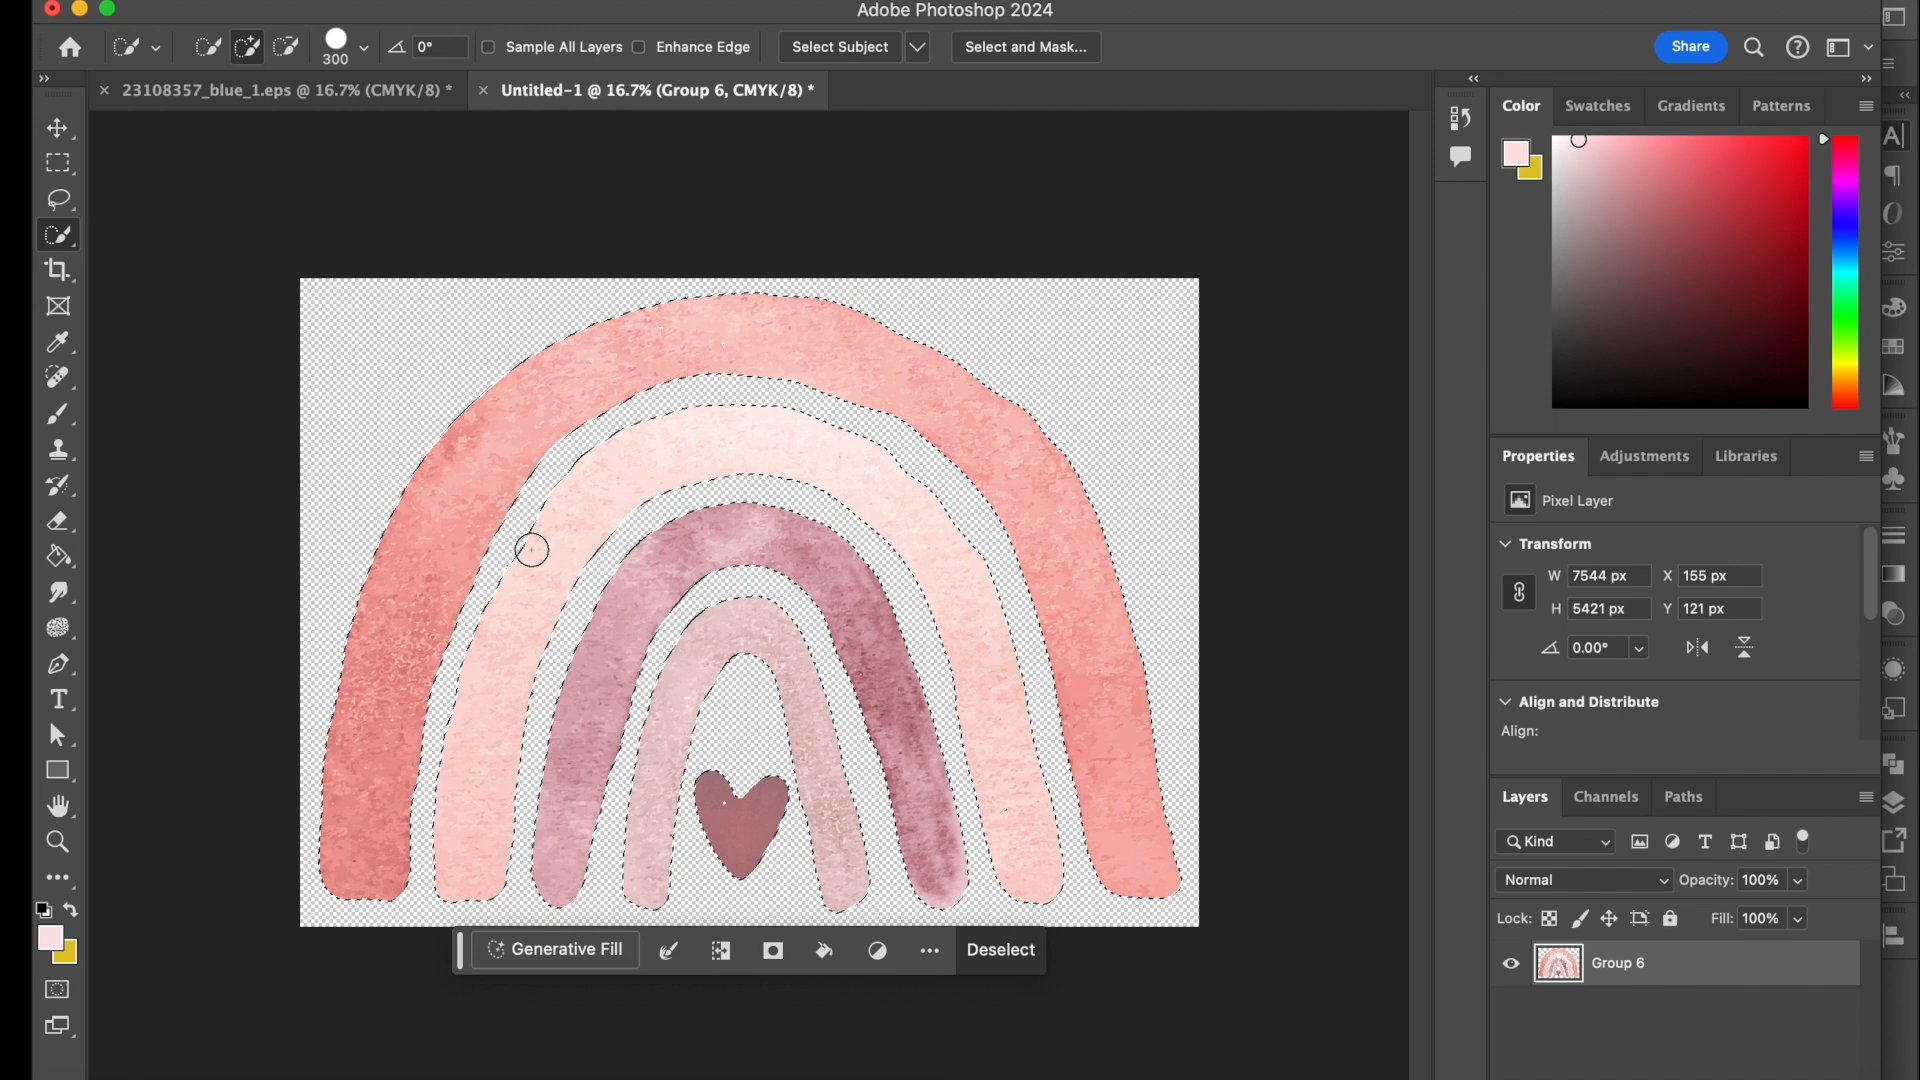 Adobe Photoshop 2024
300
0°
Sample All Layers
Enhance Edge
Select Subject
Select and Mask...
Share
23108357_blue_1.eps @ 16.7% (CMYK/8) *
Untitled-1 @ 16.7% (Group 6, CMYK/8) *
Color
Swatches
Gradients
Patterns
Properties
Adjustments
Libraries
Pixel Layer
Transform
W 7544 px X 155 px
H 5421 px Y 121 px
0.00°
Align and Distribute
Align:
Layers
Channels
Paths
Kind
Normal
Opacity: 100%
Lock:
Fill: 100%
Group 6
Generative Fill
Deselect